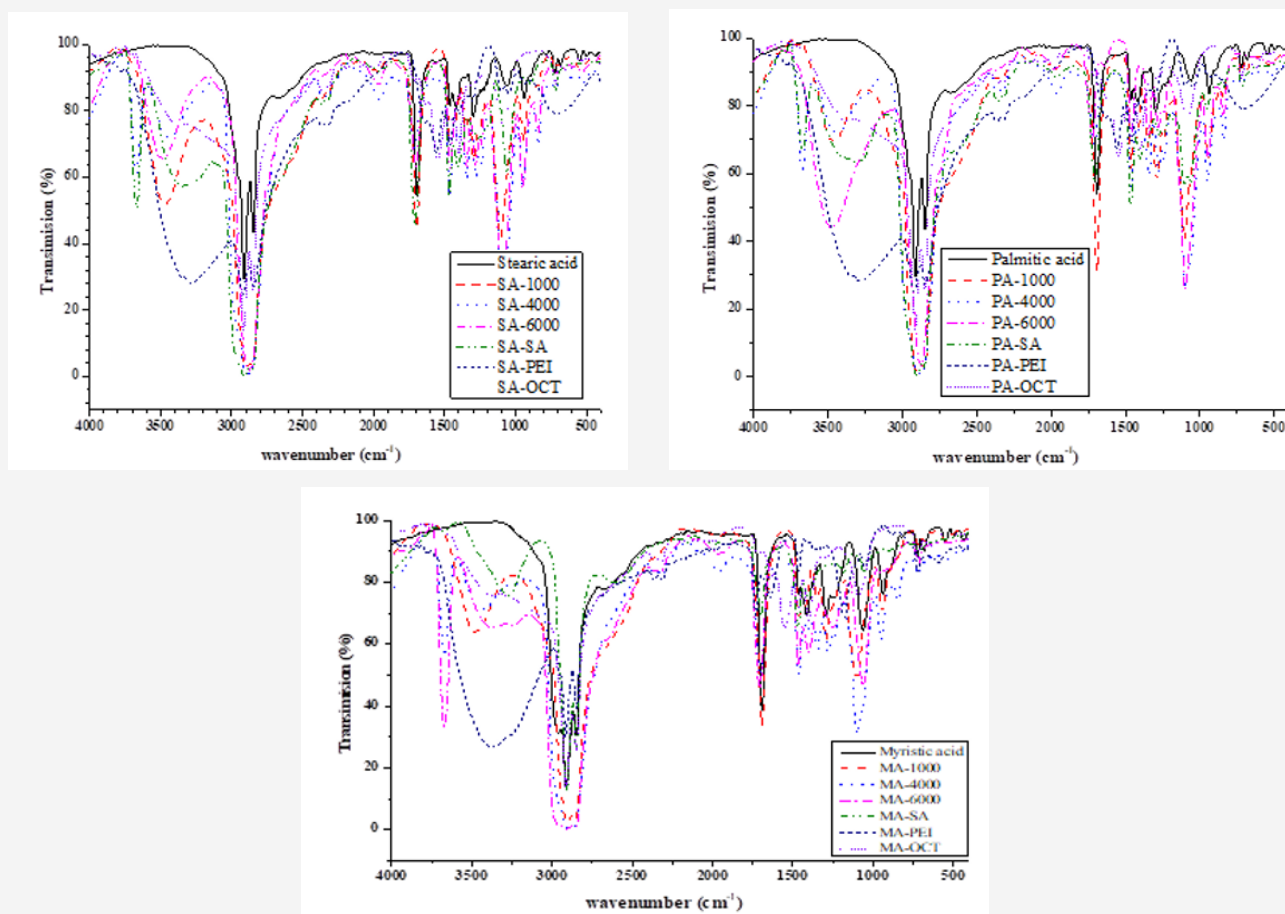 100
80
60
40
20
0
Transimision (%)
Stearic acid
SA-1000
SA-4000
SA-6000
SA-SA
SA-PEI
SA-OCT
4000 3500 3000 2500 2000 1500 1000 500
wavenumber (cm⁻¹)
100
80
60
40
20
0
Transimision (%)
Palmitic acid
PA-1000
PA-4000
PA-6000
PA-SA
PA-PEI
PA-OCT
4000 3500 3000 2500 2000 1500 1000 500
wavenumber (cm⁻¹)
100
80
60
40
20
0
Transimision (%)
Myristic acid
MA-1000
MA-4000
MA-6000
MA-SA
MA-PEI
MA-OCT
4000 3500 3000 2500 2000 1500 1000 500
wavenumber (cm⁻¹)